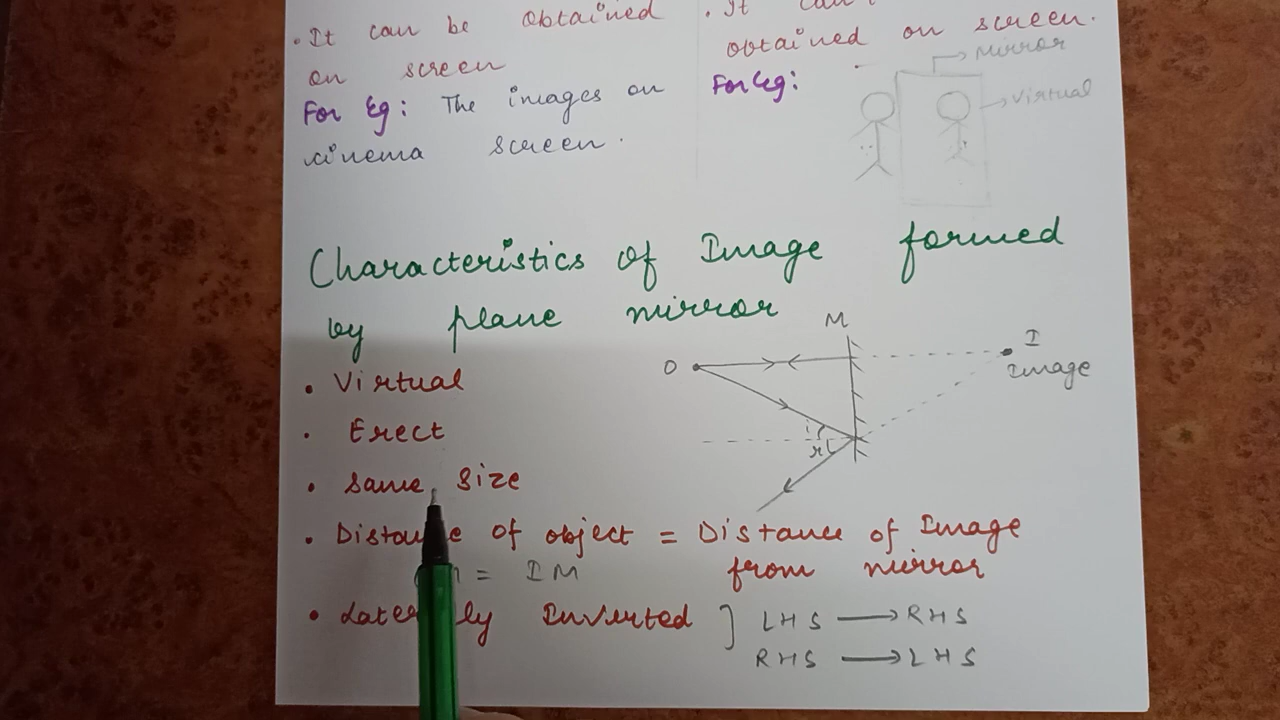 . It can be obtained
on screen
For Eg: The images on
cinema screen.
. It can't
obtained on screen.
For Eg:
Mirror
Virtual
Characteristics of Image formed
by plane mirror
. Virtual
. Erect
. Same Size
. Distance of object = Distance of Image
from mirror
= IM
. Laterally Inverted ] LHS → RHS
RHS → LHS
M
O
I
Image
i
r